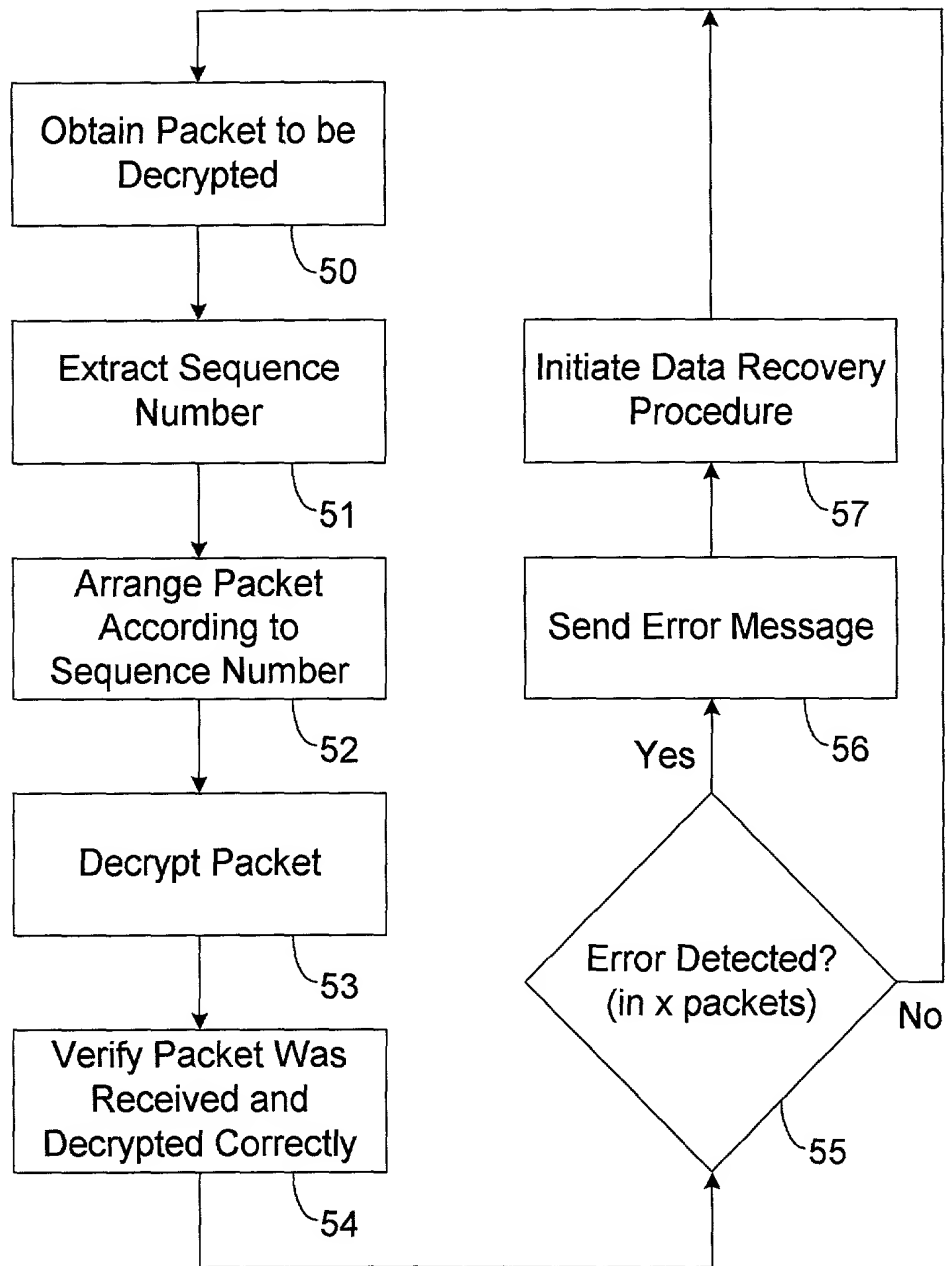 Obtain Packet to be
Decrypted
50
Extract Sequence
Number
51
Arrange Packet
According to
Sequence Number
52
Decrypt Packet
53
Verify Packet Was
Received and
Decrypted Correctly
54
Initiate Data Recovery
Procedure
57
Send Error Message
56
Yes
Error Detected?
(in x packets)
No
55